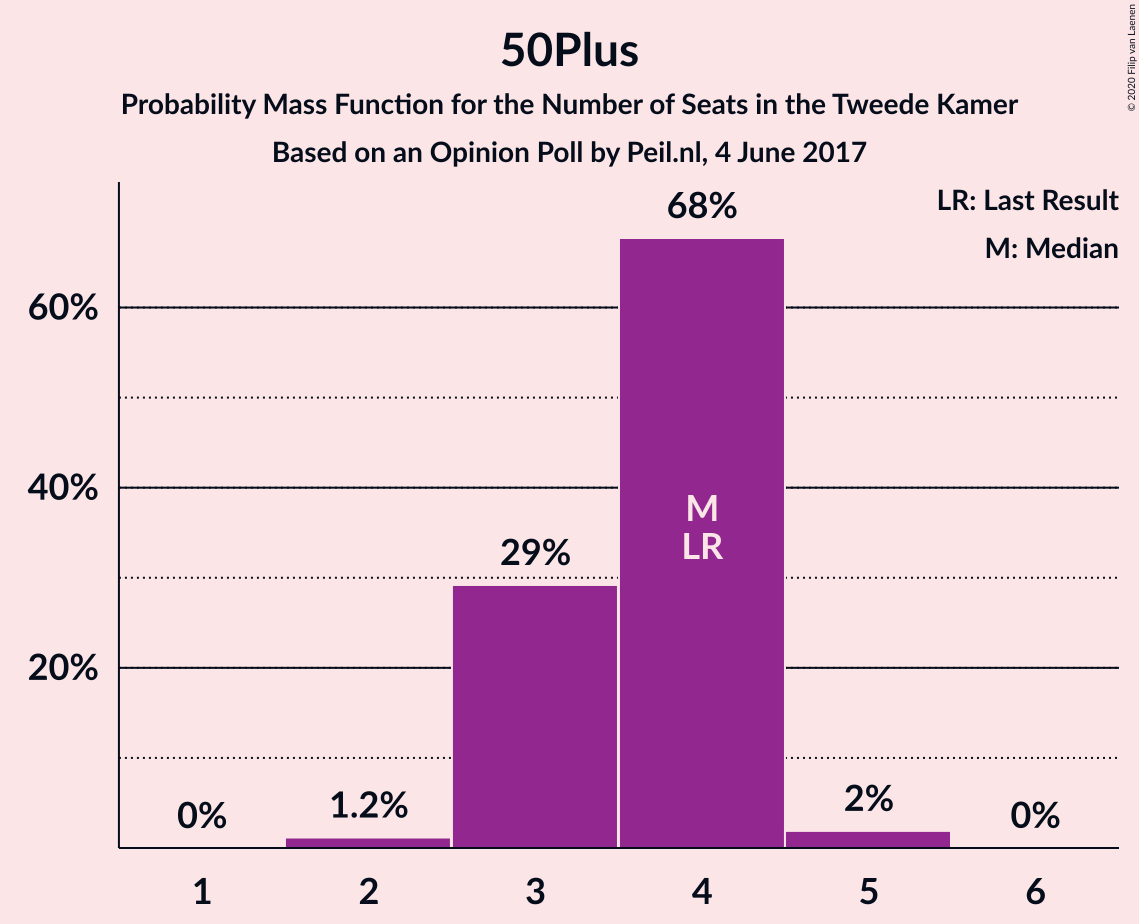 50Plus
Probability Mass Function for the Number of Seats in the Tweede Kamer
Based on an Opinion Poll by Peil.nl, 4 June 2017
© 2020 Filip van Laenen
LR: Last Result
M: Median
60%
40%
20%
0%
1.2%
29%
68%
M
LR
2%
0%
1
2
3
4
5
6